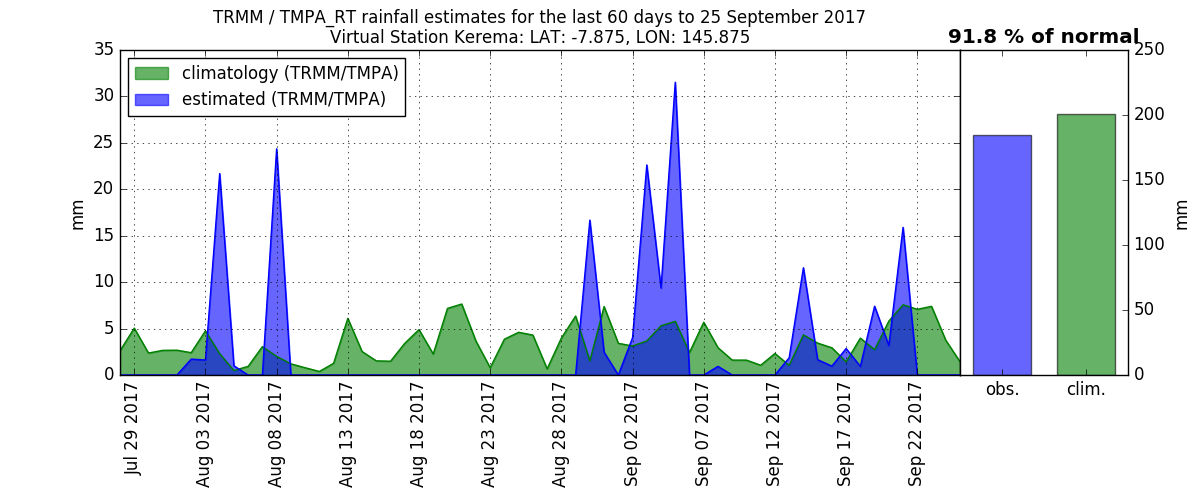 TRMM / TMPA_RT rainfall estimates for the last 60 days to 25 September 2017
Virtual Station Kerema: LAT: -7.875, LON: 145.875
91.8 % of normal
climatology (TRMM/TMPA)
estimated (TRMM/TMPA)
mm
35
30
25
20
15
10
5
0
Jul 29 2017
Aug 03 2017
Aug 08 2017
Aug 13 2017
Aug 18 2017
Aug 23 2017
Aug 28 2017
Sep 02 2017
Sep 07 2017
Sep 12 2017
Sep 17 2017
Sep 22 2017
obs.
clim.
250
200
150
100
50
0
mm